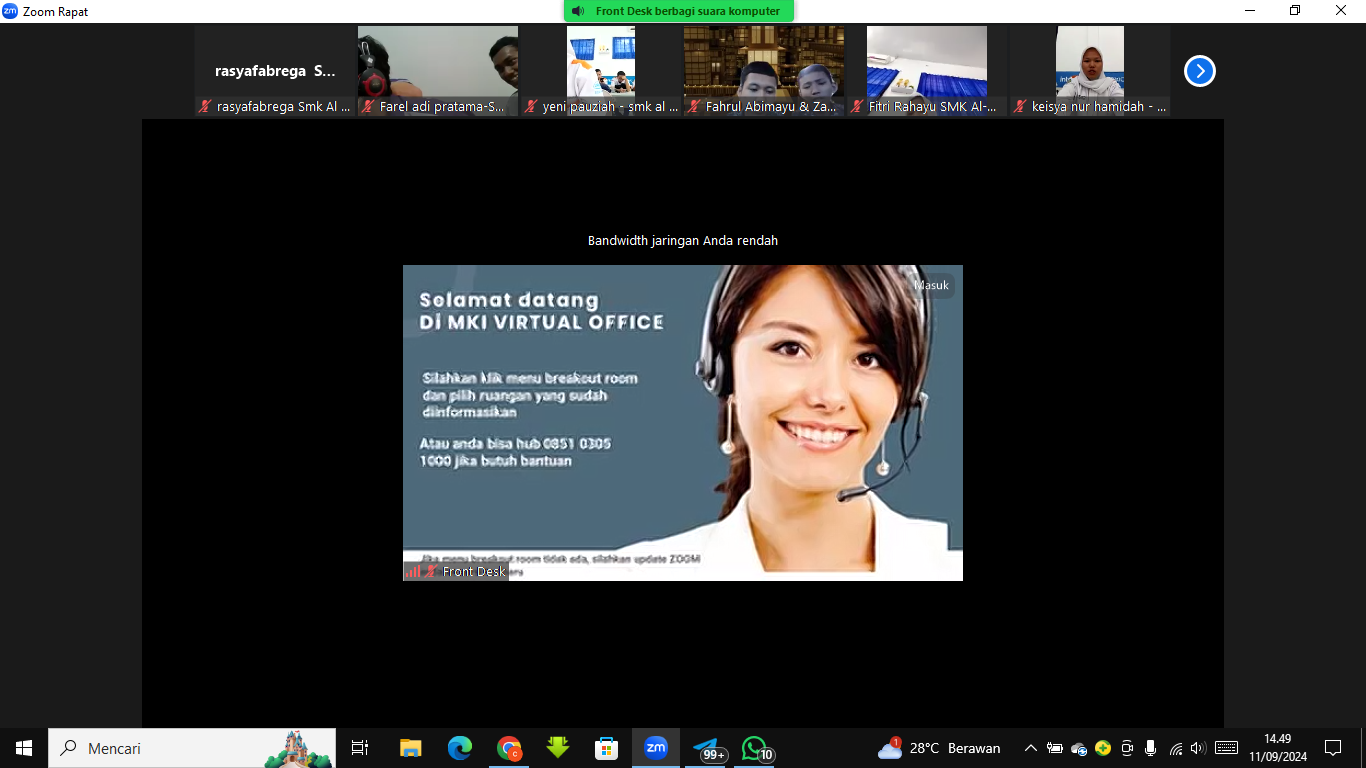 Zoom Rapat
Front Desk berbagi suara komputer
rasyafabrega S...
rasyafabrega Smk Al ...
Farel adi pratama-S...
yeni pauziah - smk al ...
Fahrul Abimayu & Za...
Fitri Rahayu SMK Al-...
keisya nur hamidah - ...
Bandwidth jaringan Anda rendah
Masuk
Selamat datang
Di MKI VIRTUAL OFFICE
Silahkan klik menu breakout room
dan pilih ruangan yang sudah
diinformasikan
Atau anda bisa hub 0851 0305
1000 jika butuh bantuan
Jika menu breakout room tidak ada, silahkan update ZOOM
Front Desk
Mencari
zm
99+
10
1
28°C Berawan
14.49
11/09/2024